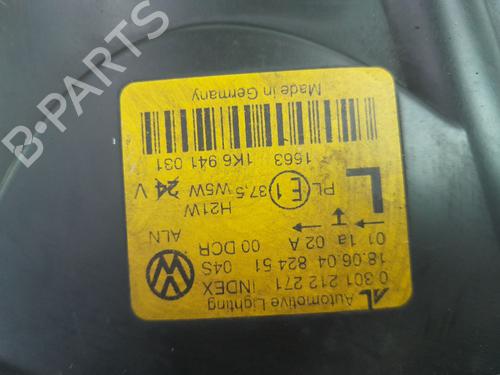 AL Automotive Lighting
0 301 212 271 INDEX
18.06.04 824 51 04S
01 1a 02 A 00 DCR
ALN
H21W
PL E1 37,5 W5W 24 V
L
1663 1K6 941 031
Made in Germany
B-PARTS